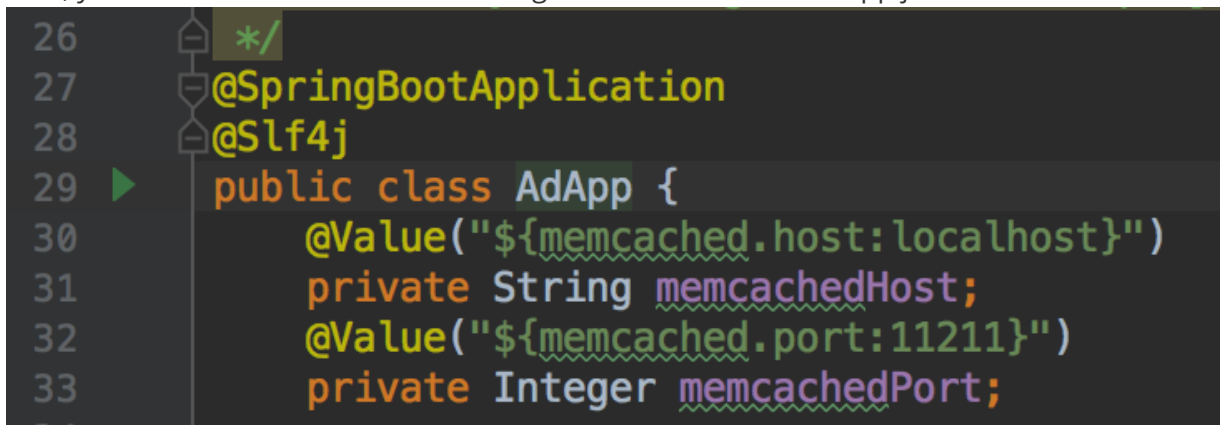 26 */
27 @SpringBootApplication
28 @Slf4j
29 public class AdApp {
30 @Value("${memcached.host:localhost}")
31 private String memcachedHost;
32 @Value("${memcached.port:11211}")
33 private Integer memcachedPort;